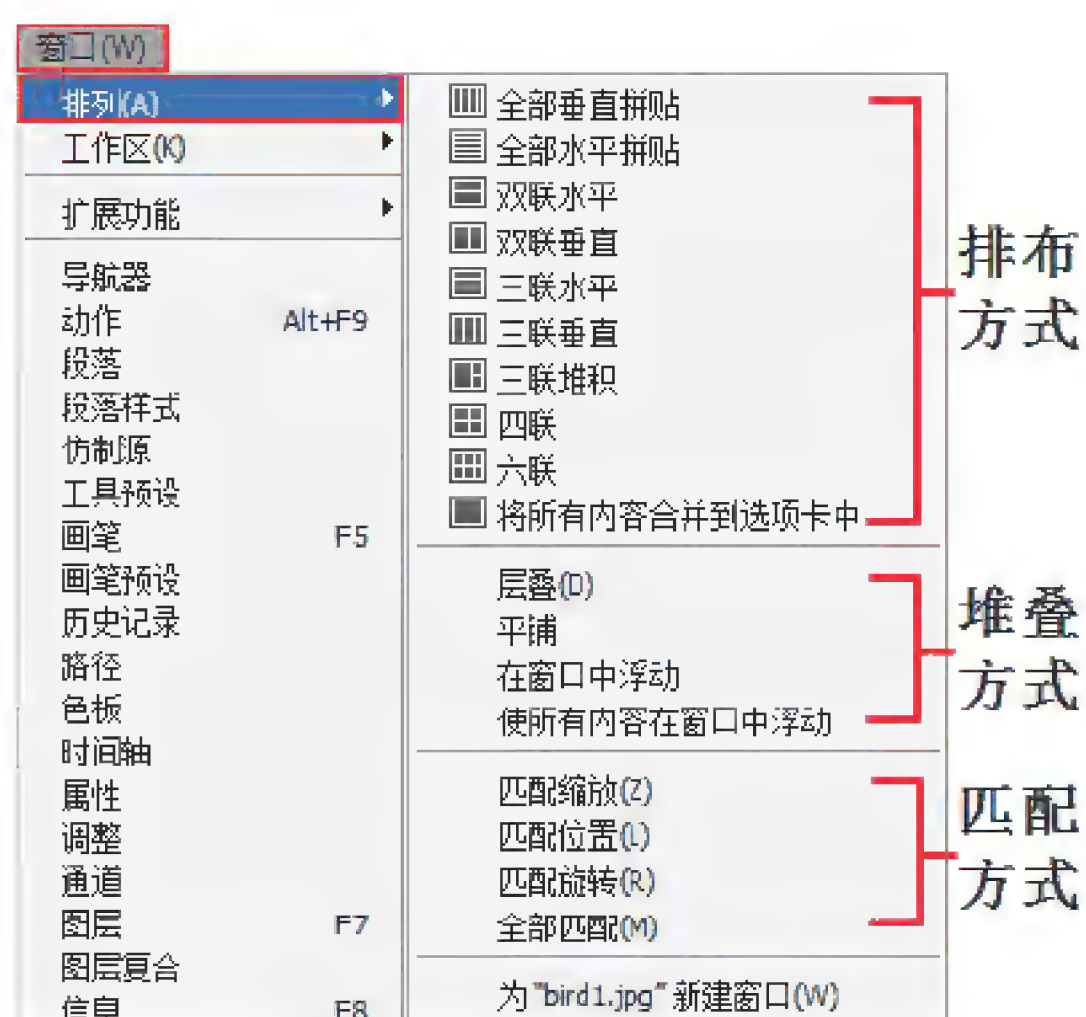 窗口(W)
排列(A)
工作区(K)
扩展功能
导航器
动作 Alt+F9
段落
段落样式
仿制源
工具预设
画笔 F5
画笔预设
历史记录
路径
色板
时间轴
属性
调整
通道
图层 F7
图层复合
信息 F8
全部垂直拼贴
全部水平拼贴
双联水平
双联垂直
三联水平
三联垂直
三联堆积
四联
六联
将所有内容合并到选项卡中
排布
方式
层叠(D)
平铺
在窗口中浮动
使所有内容在窗口中浮动
堆叠
方式
匹配缩放(Z)
匹配位置(L)
匹配旋转(R)
全部匹配(M)
匹配
方式
为"bird1.jpg"新建窗口(W)